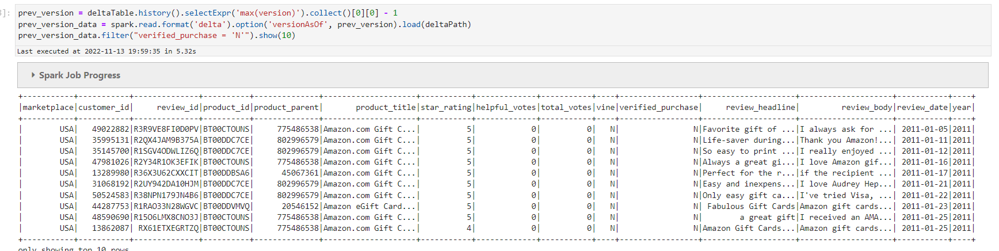 ]: prev_version = deltaTable.history().selectExpr('max(version)').collect()[0][0] - 1
prev_version_data = spark.read.format('delta').option('versionAsOf', prev_version).load(deltaPath)
prev_version_data.filter("verified_purchase = 'N'").show(10)
Last executed at 2022-11-13 19:59:35 in 5.32s
Spark Job Progress
+-----------+-----------+--------------+----------+--------------+--------------------+-----------+-------------+-----------+----+-----------------+--------------------+--------------------+-----------+----+
|marketplace|customer_id|     review_id|product_id|product_parent|       product_title|star_rating|helpful_votes|total_votes|vine|verified_purchase|     review_headline|         review_body|review_date|year|
+-----------+-----------+--------------+----------+--------------+--------------------+-----------+-------------+-----------+----+-----------------+--------------------+--------------------+-----------+----+
|        USA|   49022882|R3R9VE8FI0D0PV|BT00CTOUNS|     775486538|Amazon.com Gift C...|          5|            0|          0|   N|                N|Favorite gift of ...|I always ask for ...| 2011-01-05|2011|
|        USA|   35995131|R2QX4JAM9B375A|BT00DDC7CE|     802996579|Amazon.com Gift C...|          5|            0|          0|   N|                N|Life-saver during...|Thank you Amazon!...| 2011-01-11|2011|
|        USA|   35145700|R1SGV4ODWLIZ6Q|BT00DDC7CE|     802996579|Amazon.com Gift C...|          5|            0|          0|   N|                N|So easy to print ...|I really enjoyed ...| 2011-01-12|2011|
|        USA|   47981026|R2Y34R1OK3EFIK|BT00CTOUNS|     775486538|Amazon.com Gift C...|          5|            0|          0|   N|                N|Always a great gi...|I love Amazon gif...| 2011-01-16|2011|
|        USA|   13289980|R36X3U62CXXCIT|BT00DDBSA6|      45067361|Amazon.com Gift C...|          5|            0|          0|   N|                N|Perfect for the r...|if the recipient ...| 2011-01-17|2011|
|        USA|   31068192|R2UY942DA10HJM|BT00DDC7CE|     802996579|Amazon.com Gift C...|          5|            0|          0|   N|                N|Easy and inexpens...|I love Audrey Hep...| 2011-01-21|2011|
|        USA|   50524583|R38NPN179JN4B6|BT00DDC7CE|     802996579|Amazon.com Gift C...|          5|            0|          0|   N|                N|Only easy gift ca...|I've tried Visa, ...| 2011-01-22|2011|
|        USA|   44287753|R1RAO33N28WGVC|BT00DDVMVQ|      20546152|Amazon eGift Card...|          5|            0|          0|   N|                N| Fabulous Gift Cards|Amazon gift cards...| 2011-01-23|2011|
|        USA|   48590690|R15O6LMX8CNO3J|BT00CTOUNS|     775486538|Amazon.com Gift C...|          5|            0|          0|   N|                N|        a great gift|I received an AMA...| 2011-01-25|2011|
|        USA|   13862087| RX61ETXEGRTZQ|BT00CTOUNS|     775486538|Amazon.com Gift C...|          4|            0|          0|   N|                N|Amazon Gift Cards...|Amazon gift cards...| 2011-01-25|2011|
+-----------+-----------+--------------+----------+--------------+--------------------+-----------+-------------+-----------+----+-----------------+--------------------+--------------------+-----------+----+
only showing top 10 rows